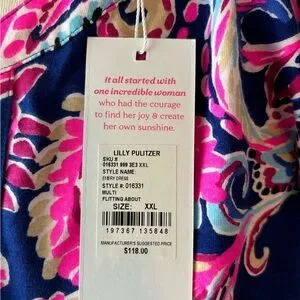 It all started with
one incredible woman
who had the courage
to find her joy & create
her own sunshine.
LILLY PULITZER
SKU #
016331 999 3E3 XXL
STYLE NAME:
EMERY DRESS
STYLE #: 016331
MULTI
FLITTING ABOUT
SIZE: XXL
197367 135848
MANUFACTURER'S SUGGESTED PRICE
$118.00